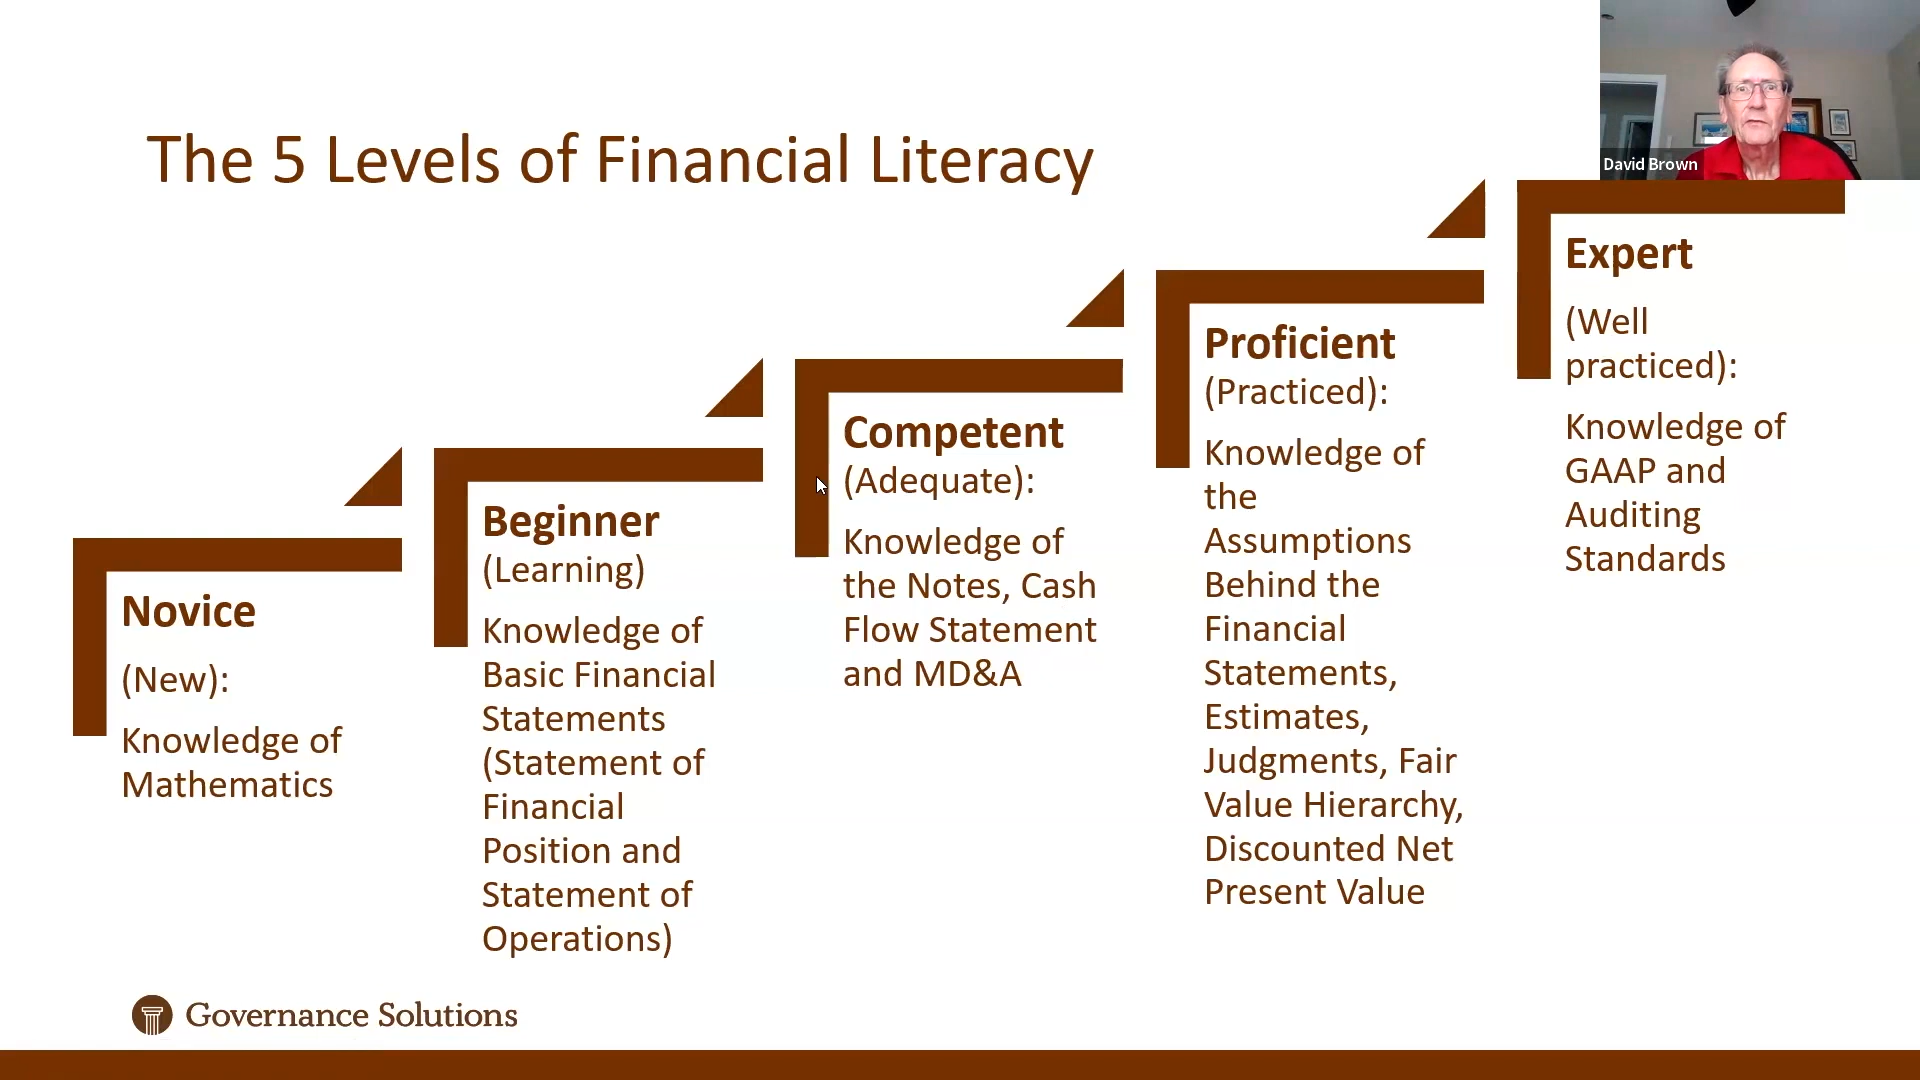 David Brown
The 5 Levels of Financial Literacy
Novice
(New):
Knowledge of
Mathematics
Beginner
(Learning)
Knowledge of
Basic Financial
Statements
(Statement of
Financial
Position and
Statement of
Operations)
Competent
(Adequate):
Knowledge of
the Notes, Cash
Flow Statement
and MD&A
Proficient
(Practiced):
Knowledge of
the
Assumptions
Behind the
Financial
Statements,
Estimates,
Judgments, Fair
Value Hierarchy,
Discounted Net
Present Value
Expert
(Well
practiced):
Knowledge of
GAAP and
Auditing
Standards
Governance Solutions